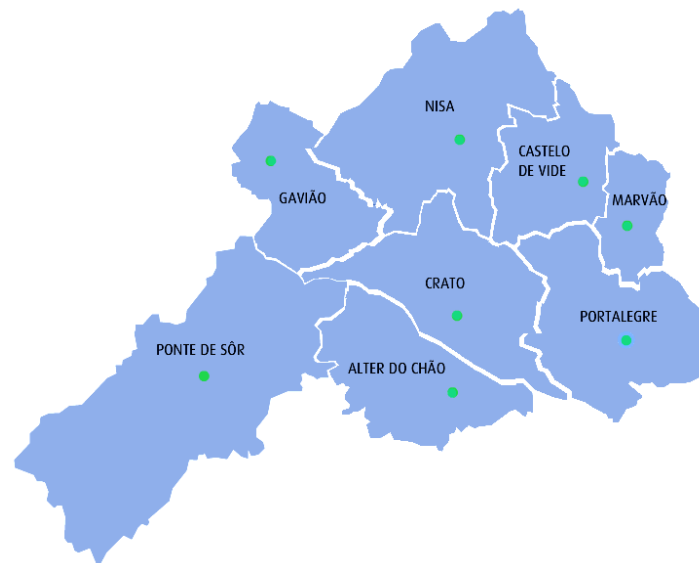 NISA
CASTELO
DE VIDE
GAVIÃO
MARVÃO
CRATO
PORTALEGRE
PONTE DE SÔR
ALTER DO CHÃO